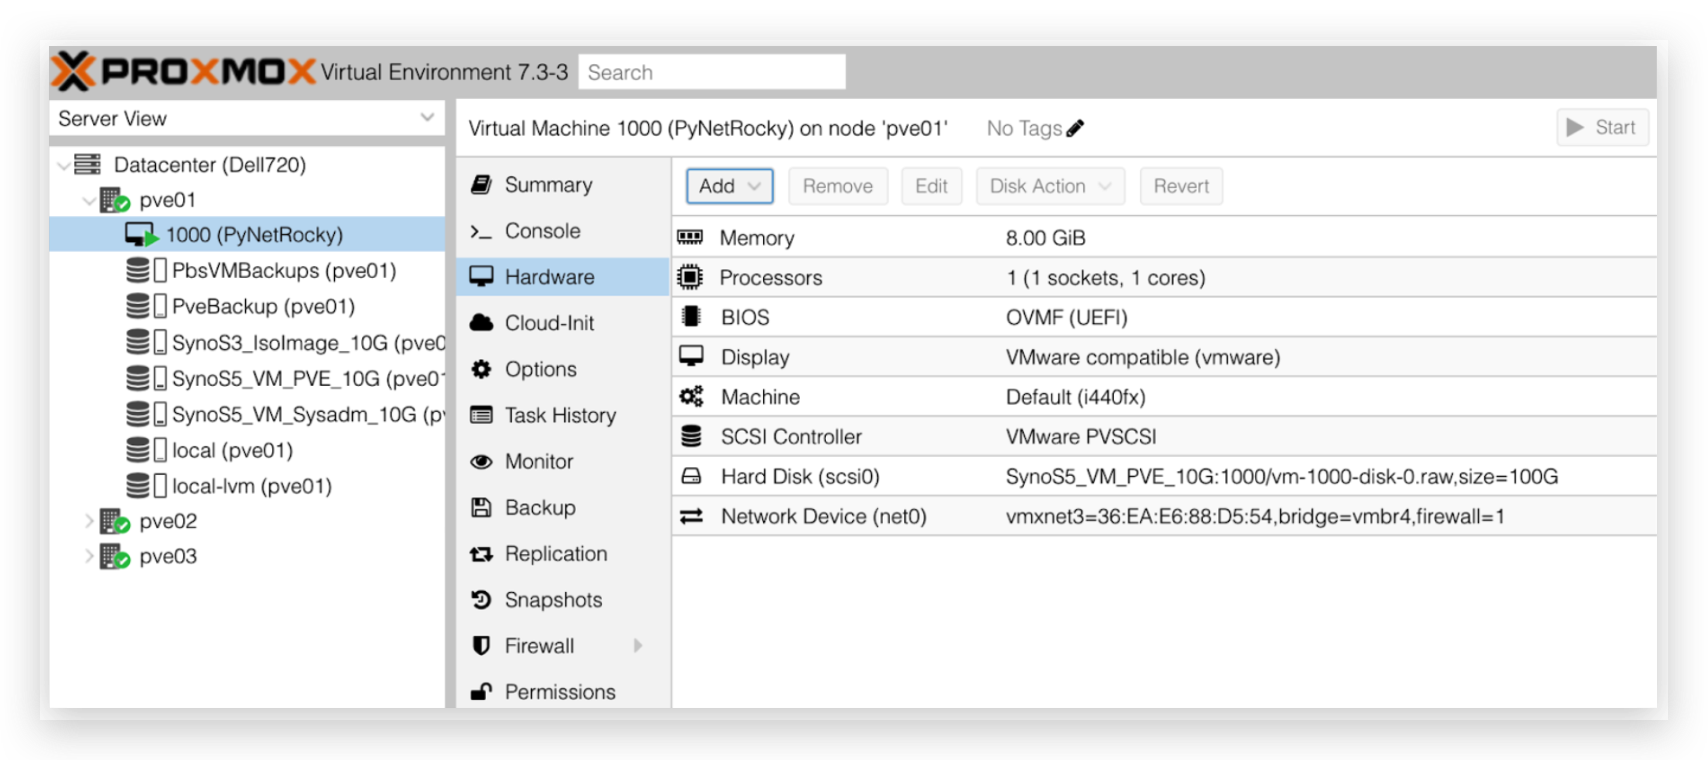 PROXMOX Virtual Environment 7.3-3 Search
Server View
Datacenter (Dell720)
pve01
1000 (PyNetRocky)
PbsVMBackups (pve01)
PveBackup (pve01)
SynoS3_IsoImage_10G (pve0
SynoS5_VM_PVE_10G (pve01
SynoS5_VM_Sysadm_10G (pv
local (pve01)
local-lvm (pve01)
pve02
pve03
Virtual Machine 1000 (PyNetRocky) on node 'pve01' No Tags Start
Summary
Console
Hardware
Cloud-Init
Options
Task History
Monitor
Backup
Replication
Snapshots
Firewall
Permissions
Add Remove Edit Disk Action Revert
Memory 8.00 GiB
Processors 1 (1 sockets, 1 cores)
BIOS OVMF (UEFI)
Display VMware compatible (vmware)
Machine Default (i440fx)
SCSI Controller VMware PVSCSI
Hard Disk (scsi0) SynoS5_VM_PVE_10G:1000/vm-1000-disk-0.raw,size=100G
Network Device (net0) vmxnet3=36:EA:E6:88:D5:54,bridge=vmbr4,firewall=1